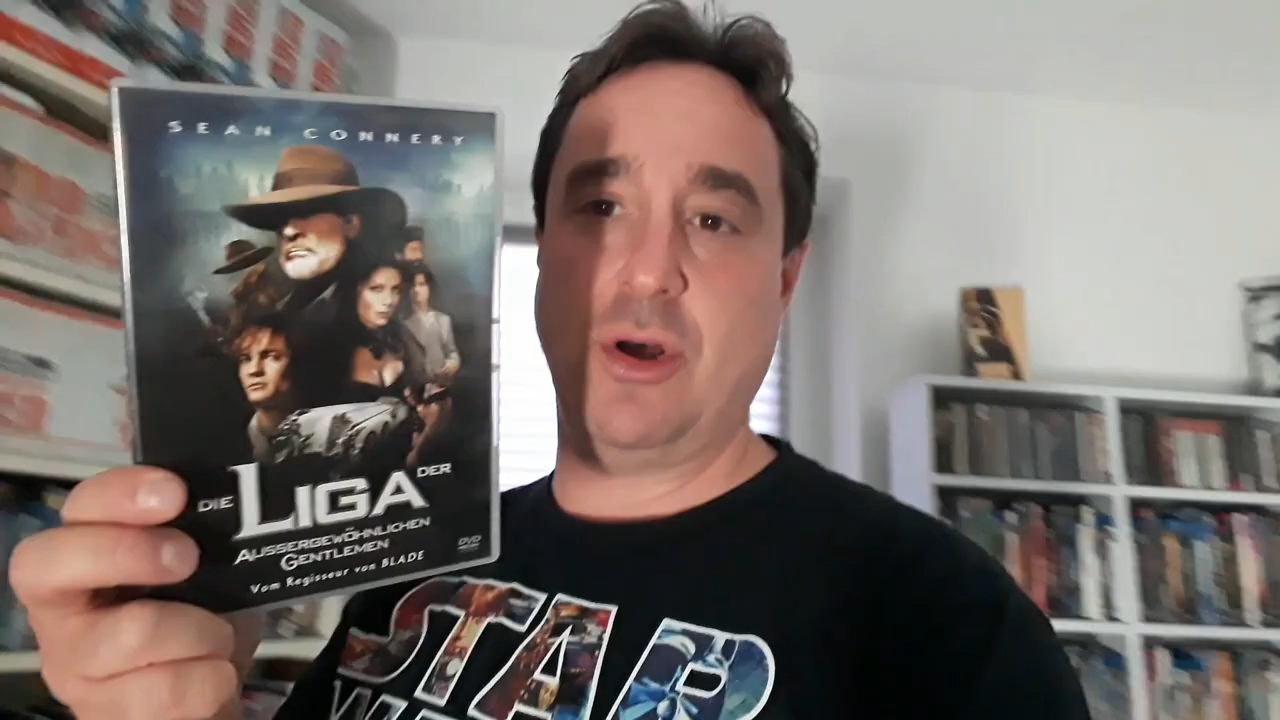 SEAN CONNERY
DIE LIGA DER
AUSSERGEWÖHNLICHEN
GENTLEMEN
Vom Regisseur von BLADE
DVD
STAR